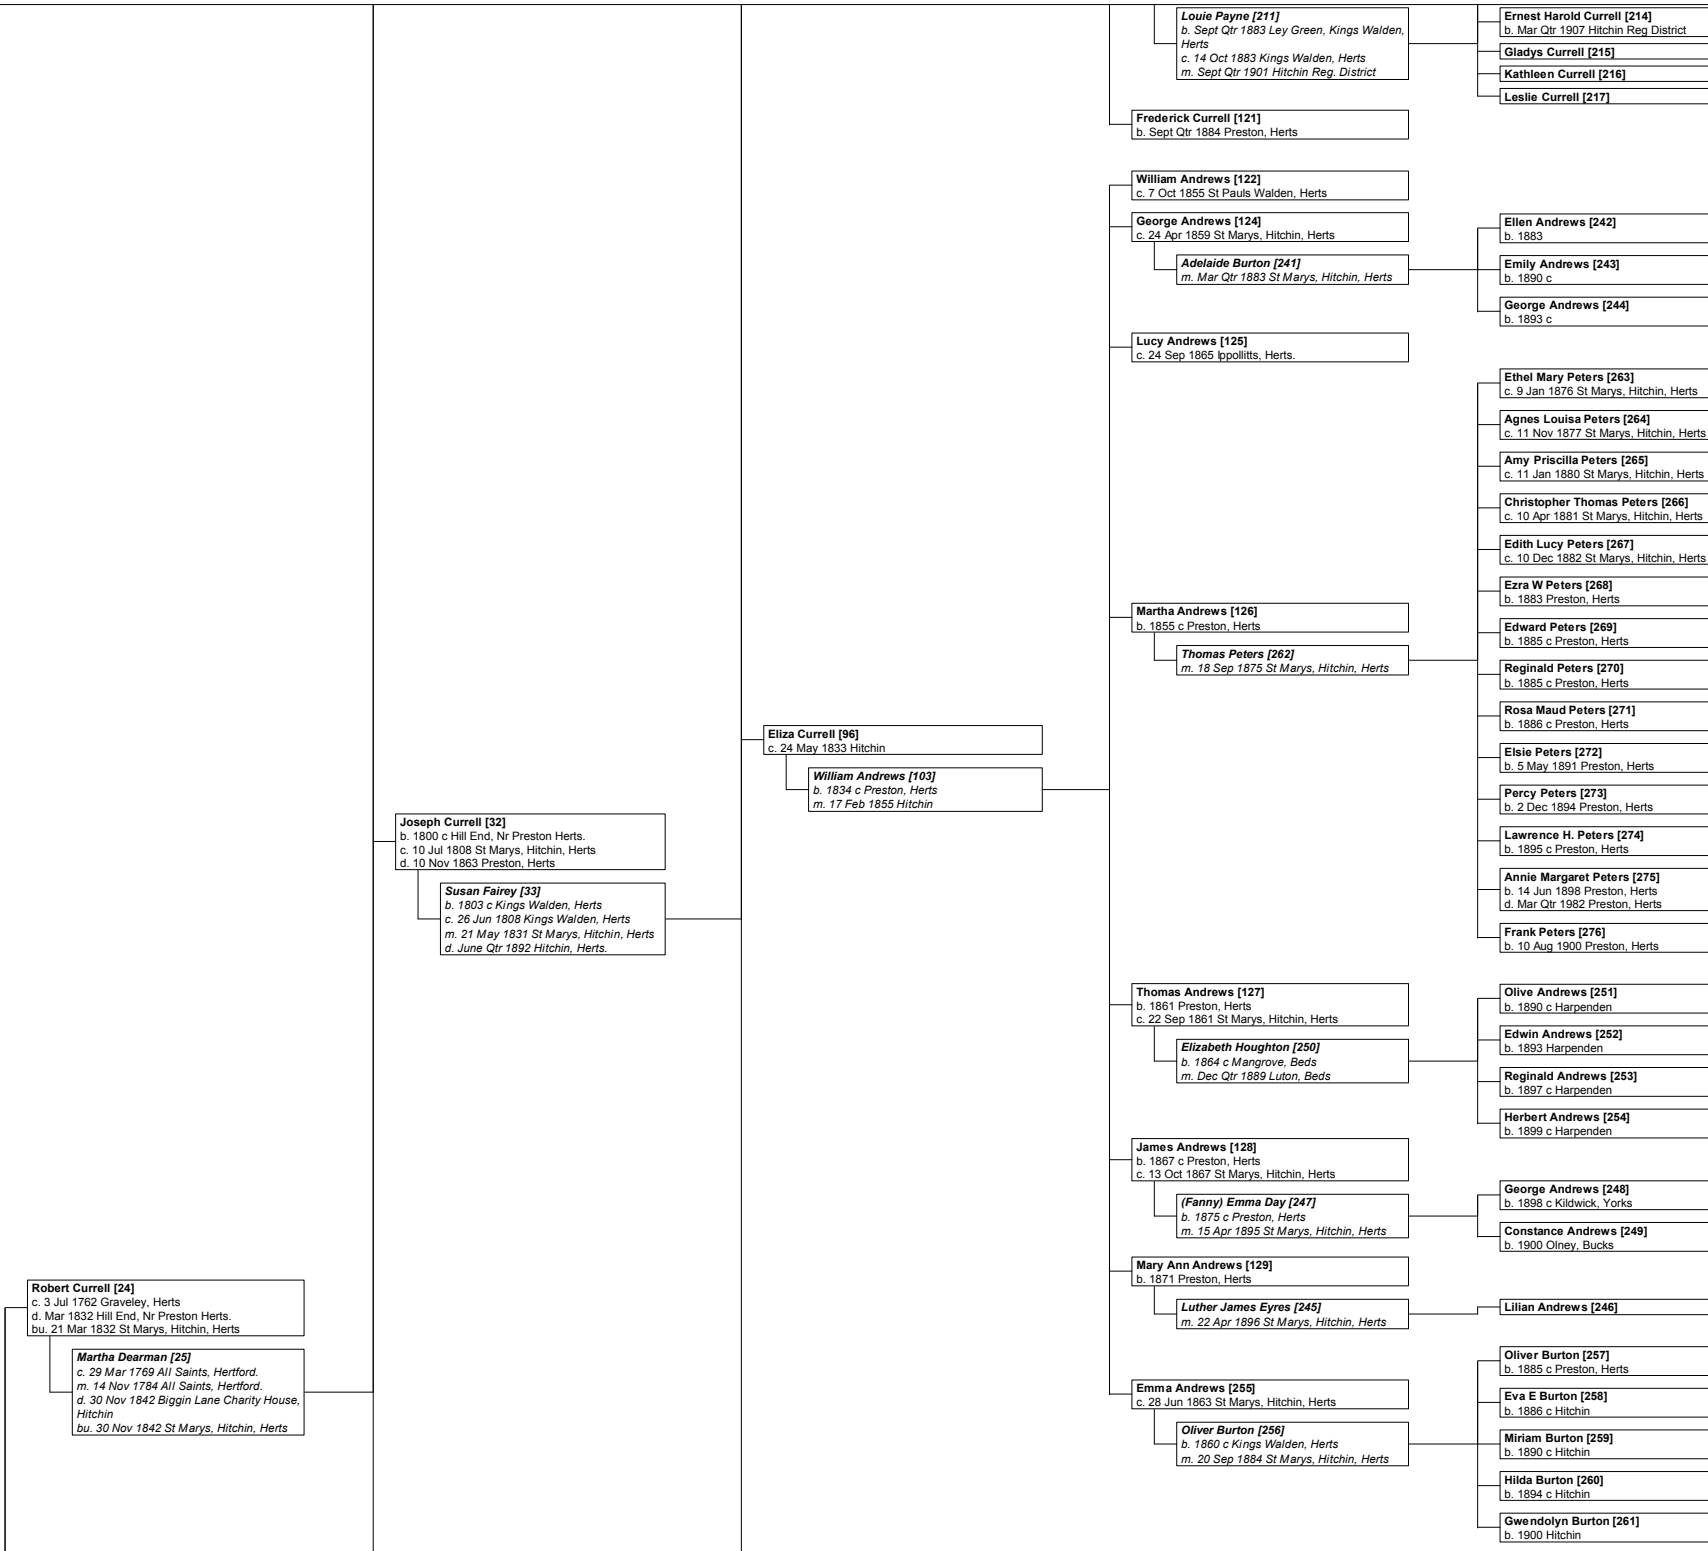 Louie Payne [211]
b. Sept Qtr 1883 Ley Green, Kings Walden,
Herts
c. 14 Oct 1883 Kings Walden, Herts
m. Sept Qtr 1901 Hitchin Reg. District
Ernest Harold Currell [214]
b. Mar Qtr 1907 Hitchin Reg District
Gladys Currell [215]
Kathleen Currell [216]
Leslie Currell [217]
Frederick Currell [121]
b. Sept Qtr 1884 Preston, Herts
William Andrews [122]
c. 7 Oct 1855 St Pauls Walden, Herts
George Andrews [124]
c. 24 Apr 1859 St Marys, Hitchin, Herts
Adelaide Burton [241]
m. Mar Qtr 1883 St Marys, Hitchin, Herts
Ellen Andrews [242]
b. 1883
Emily Andrews [243]
b. 1890 c
George Andrews [244]
b. 1893 c
Lucy Andrews [125]
c. 24 Sep 1865 Ippollitts, Herts.
Ethel Mary Peters [263]
c. 9 Jan 1876 St Marys, Hitchin, Herts
Agnes Louisa Peters [264]
c. 11 Nov 1877 St Marys, Hitchin, Herts
Amy Priscilla Peters [265]
c. 11 Jan 1880 St Marys, Hitchin, Herts
Christopher Thomas Peters [266]
c. 10 Apr 1881 St Marys, Hitchin, Herts
Edith Lucy Peters [267]
c. 10 Dec 1882 St Marys, Hitchin, Herts
Ezra W Peters [268]
b. 1883 Preston, Herts
Martha Andrews [126]
b. 1855 c Preston, Herts
Thomas Peters [262]
m. 18 Sep 1875 St Marys, Hitchin, Herts
Edward Peters [269]
b. 1885 c Preston, Herts
Reginald Peters [270]
b. 1885 c Preston, Herts
Rosa Maud Peters [271]
b. 1886 c Preston, Herts
Elsie Peters [272]
b. 5 May 1891 Preston, Herts
Percy Peters [273]
b. 2 Dec 1894 Preston, Herts
Lawrence H. Peters [274]
b. 1895 c Preston, Herts
Annie Margaret Peters [275]
b. 14 Jun 1898 Preston, Herts
d. Mar Qtr 1982 Preston, Herts
Frank Peters [276]
b. 10 Aug 1900 Preston, Herts
Eliza Currell [96]
c. 24 May 1833 Hitchin
William Andrews [103]
b. 1834 c Preston, Herts
m. 17 Feb 1855 Hitchin
Joseph Currell [32]
b. 1800 c Hill End, Nr Preston Herts.
c. 10 Jul 1808 St Marys, Hitchin, Herts
d. 10 Nov 1863 Preston, Herts
Susan Fairey [33]
b. 1803 c Kings Walden, Herts
c. 26 Jun 1808 Kings Walden, Herts
m. 21 May 1831 St Marys, Hitchin, Herts
d. June Qtr 1892 Hitchin, Herts.
Thomas Andrews [127]
b. 1861 Preston, Herts
c. 22 Sep 1861 St Marys, Hitchin, Herts
Elizabeth Houghton [250]
b. 1864 c Mangrove, Beds
m. Dec Qtr 1889 Luton, Beds
Olive Andrews [251]
b. 1890 c Harpenden
Edwin Andrews [252]
b. 1893 Harpenden
Reginald Andrews [253]
b. 1897 c Harpenden
Herbert Andrews [254]
b. 1899 c Harpenden
James Andrews [128]
b. 1867 c Preston, Herts
c. 13 Oct 1867 St Marys, Hitchin, Herts
(Fanny) Emma Day [247]
b. 1875 c Preston, Herts
m. 15 Apr 1895 St Marys, Hitchin, Herts
George Andrews [248]
b. 1898 c Kildwick, Yorks
Constance Andrews [249]
b. 1900 Olney, Bucks
Mary Ann Andrews [129]
b. 1871 Preston, Herts
Luther James Eyres [245]
m. 22 Apr 1896 St Marys, Hitchin, Herts
Lilian Andrews [246]
Robert Currell [24]
c. 3 Jul 1762 Graveley, Herts
d. Mar 1832 Hill End, Nr Preston Herts.
bu. 21 Mar 1832 St Marys, Hitchin, Herts
Martha Dearman [25]
c. 29 Mar 1769 All Saints, Hertford.
m. 14 Nov 1784 All Saints, Hertford.
d. 30 Nov 1842 Biggin Lane Charity House,
Hitchin
bu. 30 Nov 1842 St Marys, Hitchin, Herts
Emma Andrews [255]
c. 28 Jun 1863 St Marys, Hitchin, Herts
Oliver Burton [256]
b. 1860 c Kings Walden, Herts
m. 20 Sep 1884 St Marys, Hitchin, Herts
Oliver Burton [257]
b. 1885 c Preston, Herts
Eva E Burton [258]
b. 1886 c Hitchin
Miriam Burton [259]
b. 1890 c Hitchin
Hilda Burton [260]
b. 1894 c Hitchin
Gwendolyn Burton [261]
b. 1900 Hitchin